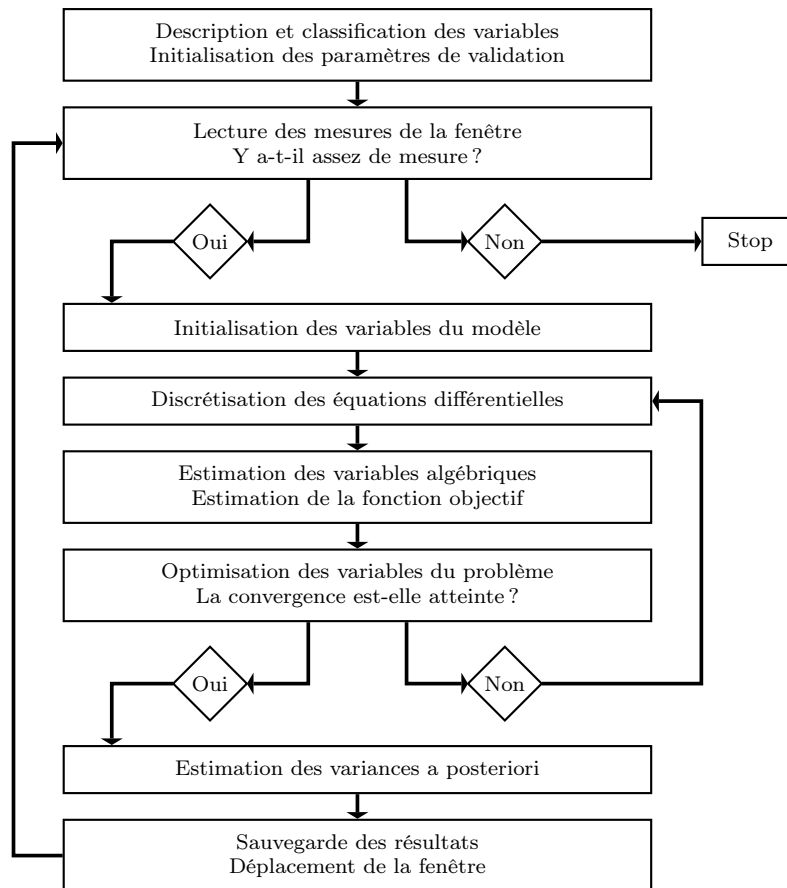 Description et classification des variables
Initialisation des paramètres de validation
Lecture des mesures de la fenêtre
Y a-t-il assez de mesure ?
Oui
Non
Stop
Initialisation des variables du modèle
Discrétisation des équations différentielles
Estimation des variables algébriques
Estimation de la fonction objectif
Optimisation des variables du problème
La convergence est-elle atteinte ?
Oui
Non
Estimation des variances a posteriori
Sauvegarde des résultats
Déplacement de la fenêtre